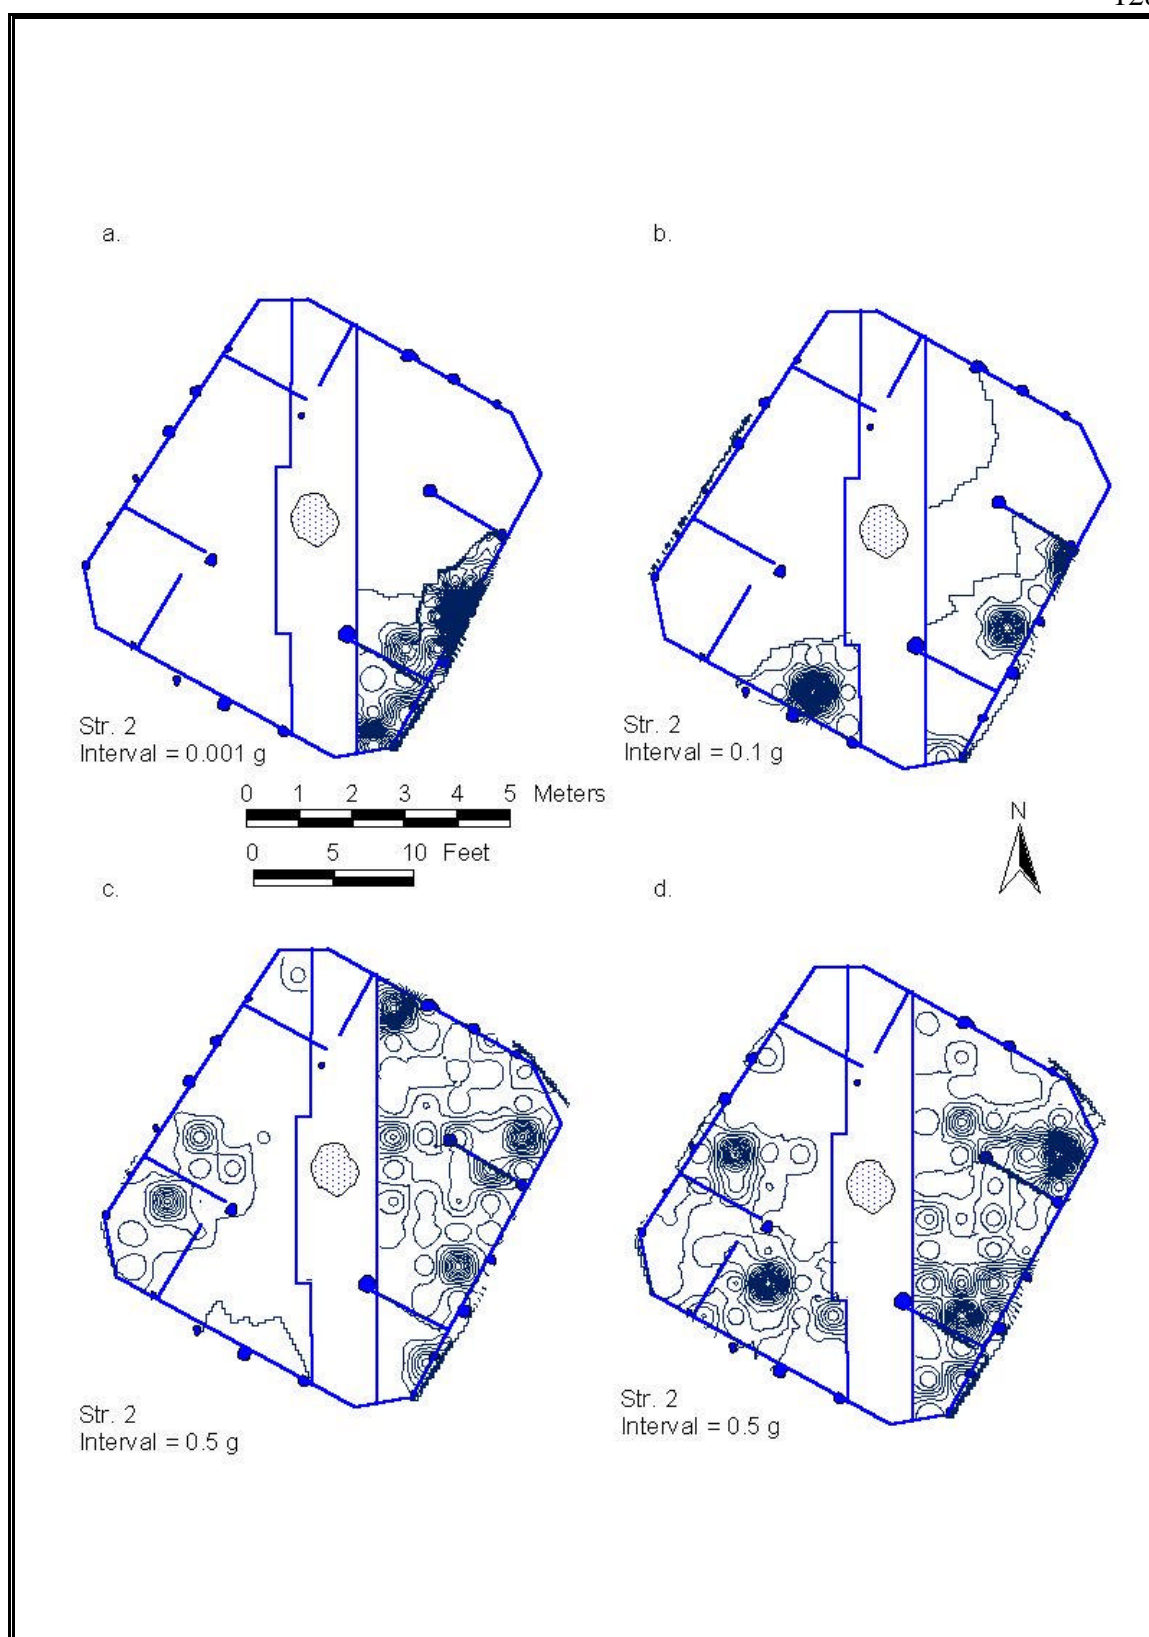 a.
b.
Str. 2
Interval = 0.001 g
Str. 2
Interval = 0.1 g
0 1 2 3 4 5 Meters
0 5 10 Feet
N
c.
d.
Str. 2
Interval = 0.5 g
Str. 2
Interval = 0.5 g